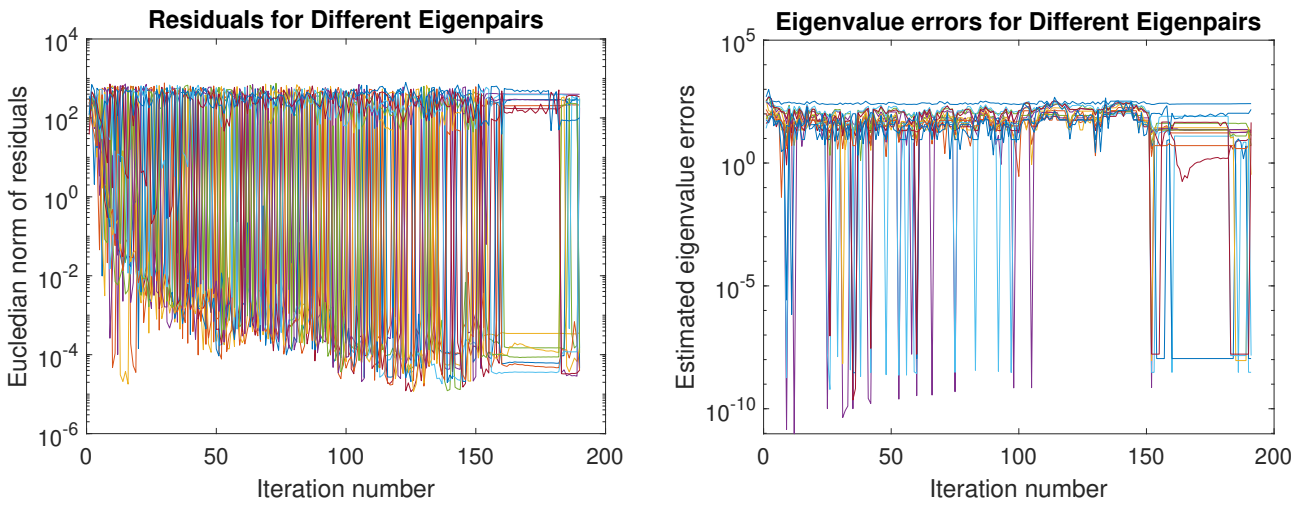 Residuals for Different Eigenpairs
10^4
10^2
10^0
10^-2
10^-4
10^-6
Eucledian norm of residuals
0 50 100 150 200
Iteration number
Eigenvalue errors for Different Eigenpairs
10^5
10^0
10^-5
10^-10
Estimated eigenvalue errors
0 50 100 150 200
Iteration number